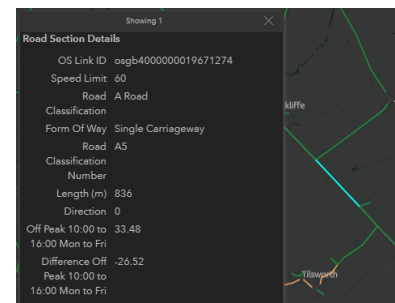 Showing 1
Road Section Details
OS Link ID osgb4000000019671274
Speed Limit 60
Road A Road
Classification
Form Of Way Single Carriageway
Road A5
Classification
Number
Length (m) 836
Direction 0
Off Peak 10:00 to 33.48
16:00 Mon to Fri
Difference Off -26.52
Peak 10:00 to
16:00 Mon to Fri
kliffe
Tilsworth